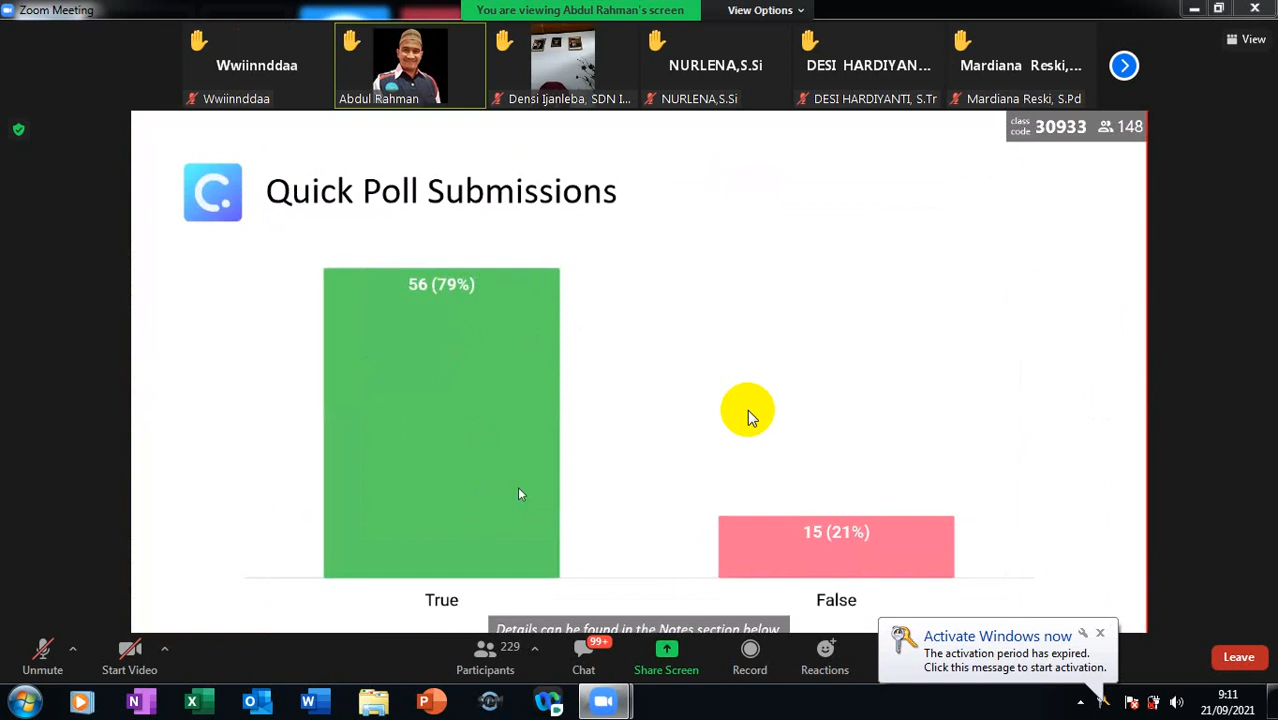 Zoom Meeting
You are viewing Abdul Rahman's screen
View Options
Wwiinnddaa
NURLENA,S.Si
DESI HARDIYAN...
Mardiana Reski,...
View
Wwiinnddaa
Abdul Rahman
Densi Ijanleba, SDN I...
NURLENA,S.Si
DESI HARDIYANTI, S.Tr
Mardiana Reski, S.Pd
class code 30933 148
C.
Quick Poll Submissions
56 (79%)
15 (21%)
True
False
Details can be found in the Notes section below
Activate Windows now
The activation period has expired.
Click this message to start activation.
Unmute
Start Video
229
Participants
99+
Chat
Share Screen
Record
Reactions
Leave
9:11
21/09/2021